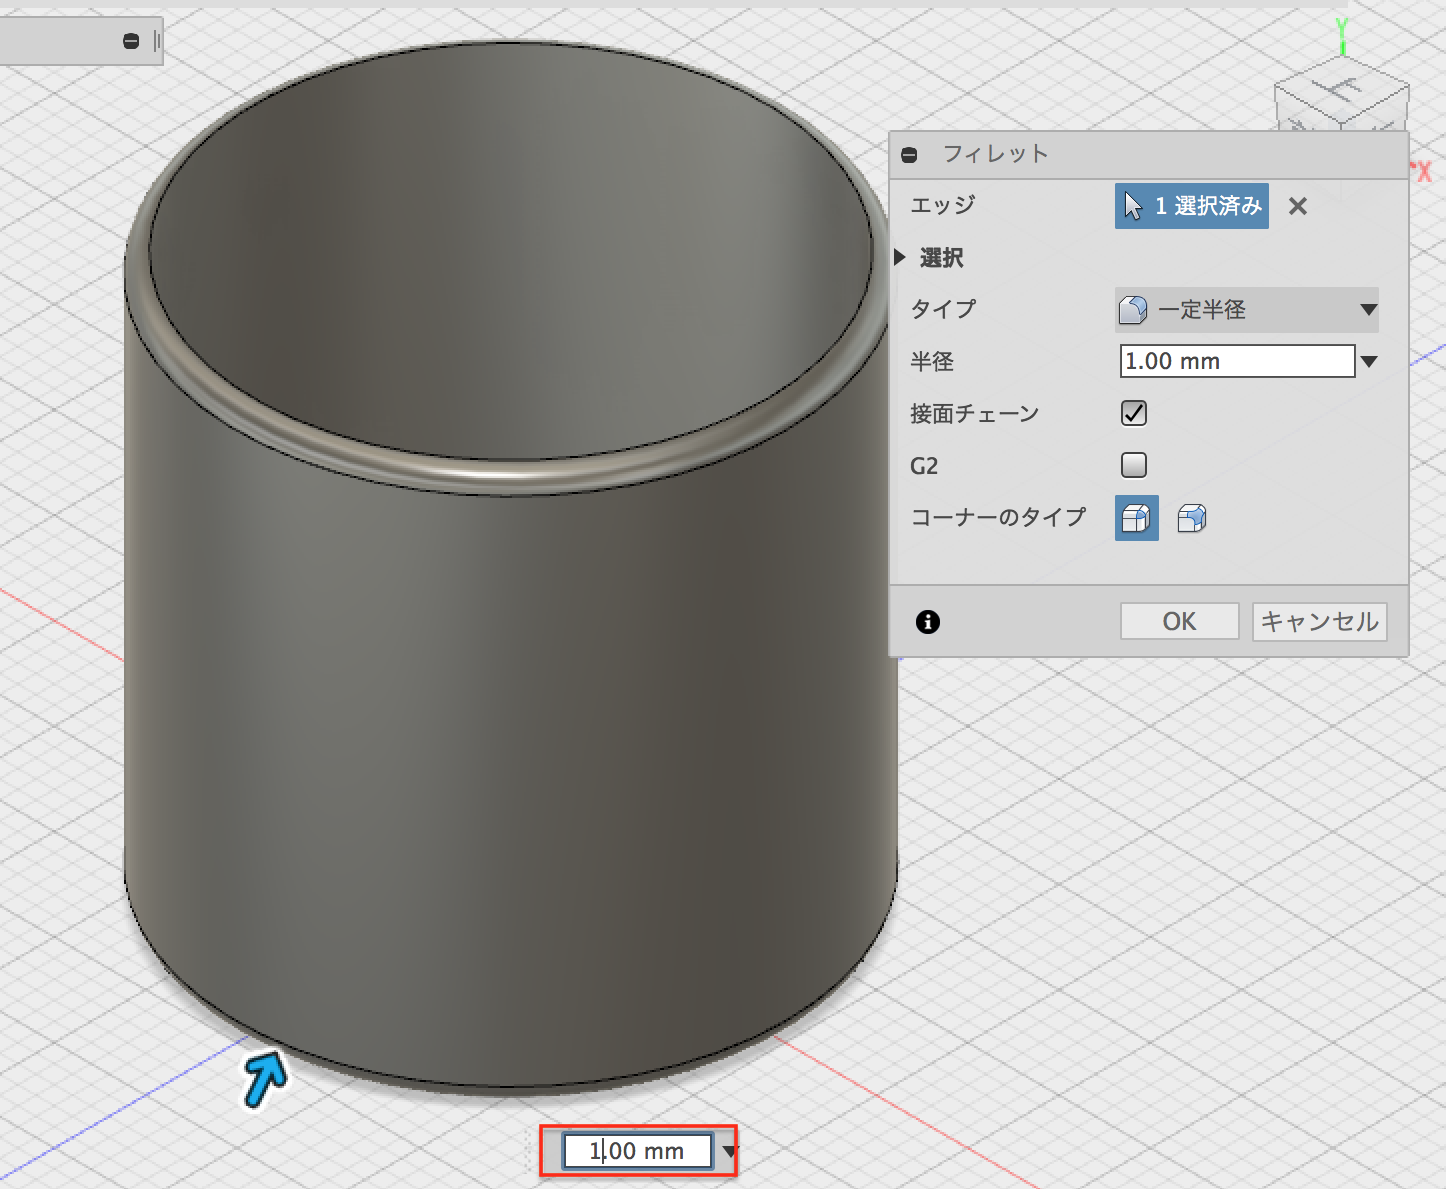 Y
X
フィレット
エッジ
1 選択済み
選択
タイプ
一定半径
半径
1.00 mm
接面チェーン
G2
コーナーのタイプ
OK
キャンセル
1.00 mm